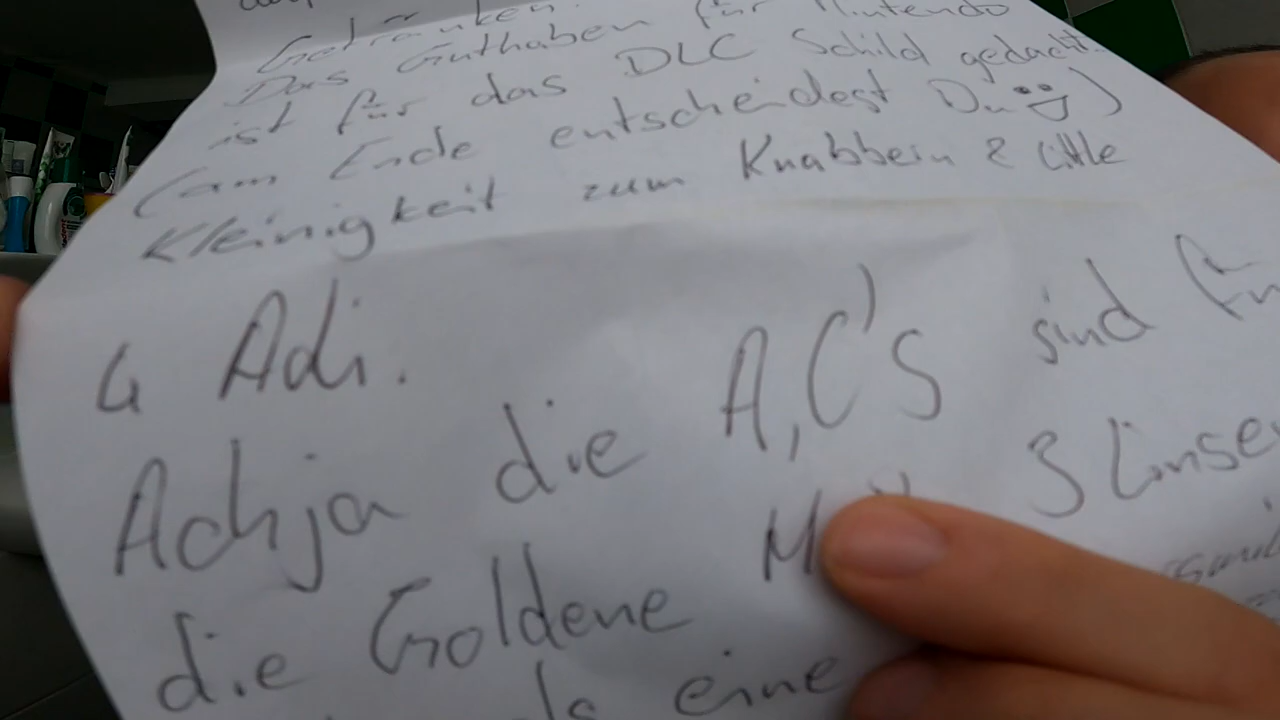 Getränken.
Das Guthaben für Nintendo
ist für das DLC Schild gedacht.
(am Ende entscheidest Du)
Kleinigkeit zum Knabbern &
4 Adi.
Achja die A,C'S sind für
die Goldene
eine